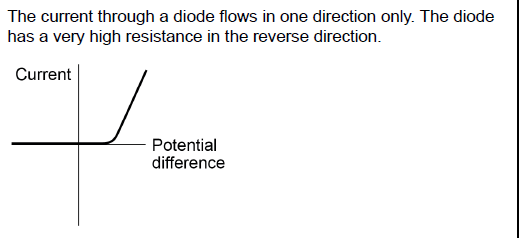 The current through a diode flows in one direction only. The diode
has a very high resistance in the reverse direction.
Current
Potential
difference